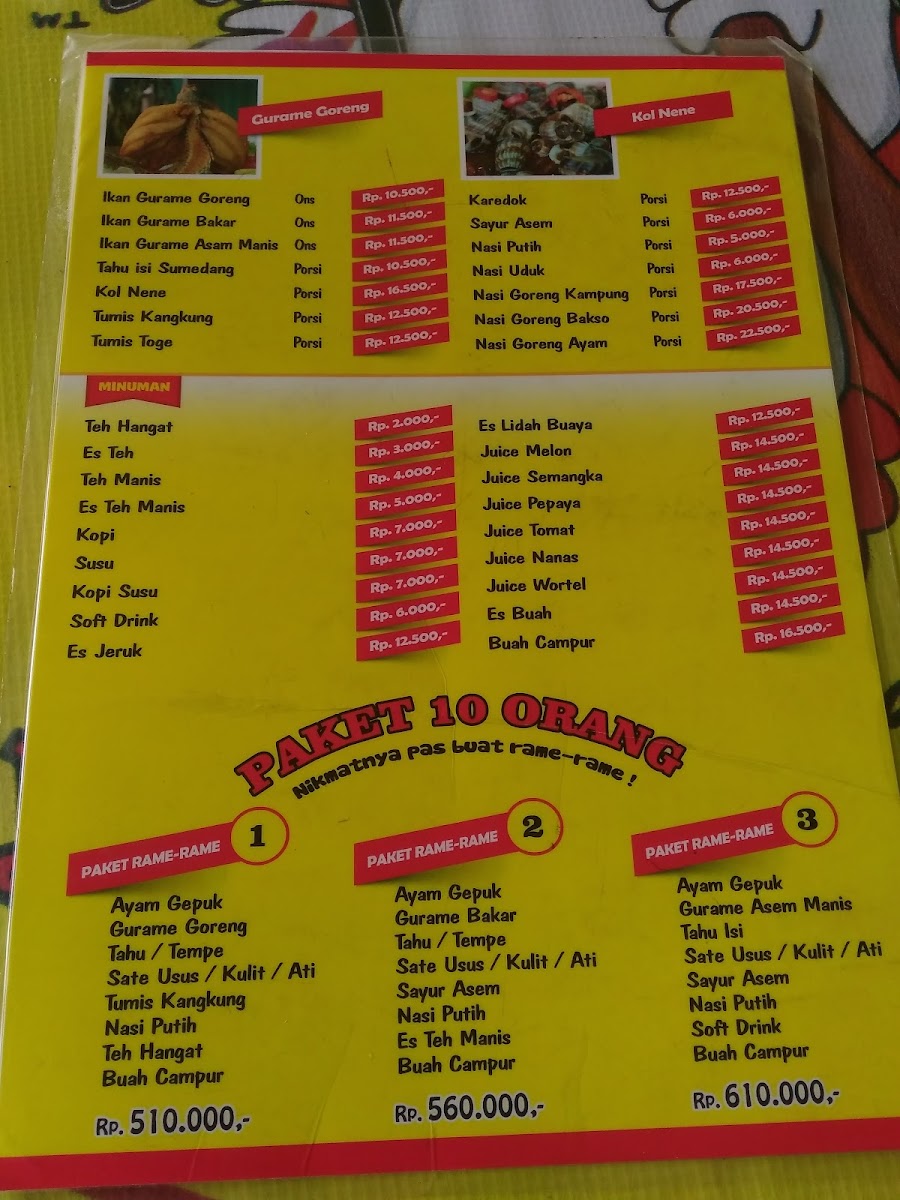 TM
Gurame Goreng
Ikan Gurame Goreng Ons Rp. 10.500,-
Ikan Gurame Bakar Ons Rp. 11.500,-
Ikan Gurame Asam Manis Ons Rp. 11.500,-
Tahu isi Sumedang Porsi Rp. 10.500,-
Kol Nene Porsi Rp. 16.500,-
Tumis Kangkung Porsi Rp. 12.500,-
Tumis Toge Porsi Rp. 12.500,-
Kol Nene
Karedok Porsi Rp. 12.500,-
Sayur Asem Porsi Rp. 6.000,-
Nasi Putih Porsi Rp. 5.000,-
Nasi Uduk Porsi Rp. 6.000,-
Nasi Goreng Kampung Porsi Rp. 17.500,-
Nasi Goreng Bakso Porsi Rp. 20.500,-
Nasi Goreng Ayam Porsi Rp. 22.500,-
MINUMAN
Teh Hangat Rp. 2.000,-
Es Teh Rp. 3.000,-
Teh Manis Rp. 4.000,-
Es Teh Manis Rp. 5.000,-
Kopi Rp. 7.000,-
Susu Rp. 7.000,-
Kopi Susu Rp. 7.000,-
Soft Drink Rp. 6.000,-
Es Jeruk Rp. 12.500,-
Es Lidah Buaya Rp. 12.500,-
Juice Melon Rp. 14.500,-
Juice Semangka Rp. 14.500,-
Juice Pepaya Rp. 14.500,-
Juice Tomat Rp. 14.500,-
Juice Nanas Rp. 14.500,-
Juice Wortel Rp. 14.500,-
Es Buah Rp. 14.500,-
Buah Campur Rp. 16.500,-
PAKET 10 ORANG
Nikmatnya pas buat rame-rame !
PAKET RAME-RAME 1
Ayam Gepuk
Gurame Goreng
Tahu / Tempe
Sate Usus / Kulit / Ati
Tumis Kangkung
Nasi Putih
Teh Hangat
Buah Campur
Rp. 510.000,-
PAKET RAME-RAME 2
Ayam Gepuk
Gurame Bakar
Tahu / Tempe
Sate Usus / Kulit / Ati
Sayur Asem
Nasi Putih
Es Teh Manis
Buah Campur
Rp. 560.000,-
PAKET RAME-RAME 3
Ayam Gepuk
Gurame Asem Manis
Tahu Isi
Sate Usus / Kulit / Ati
Sayur Asem
Nasi Putih
Soft Drink
Buah Campur
Rp. 610.000,-